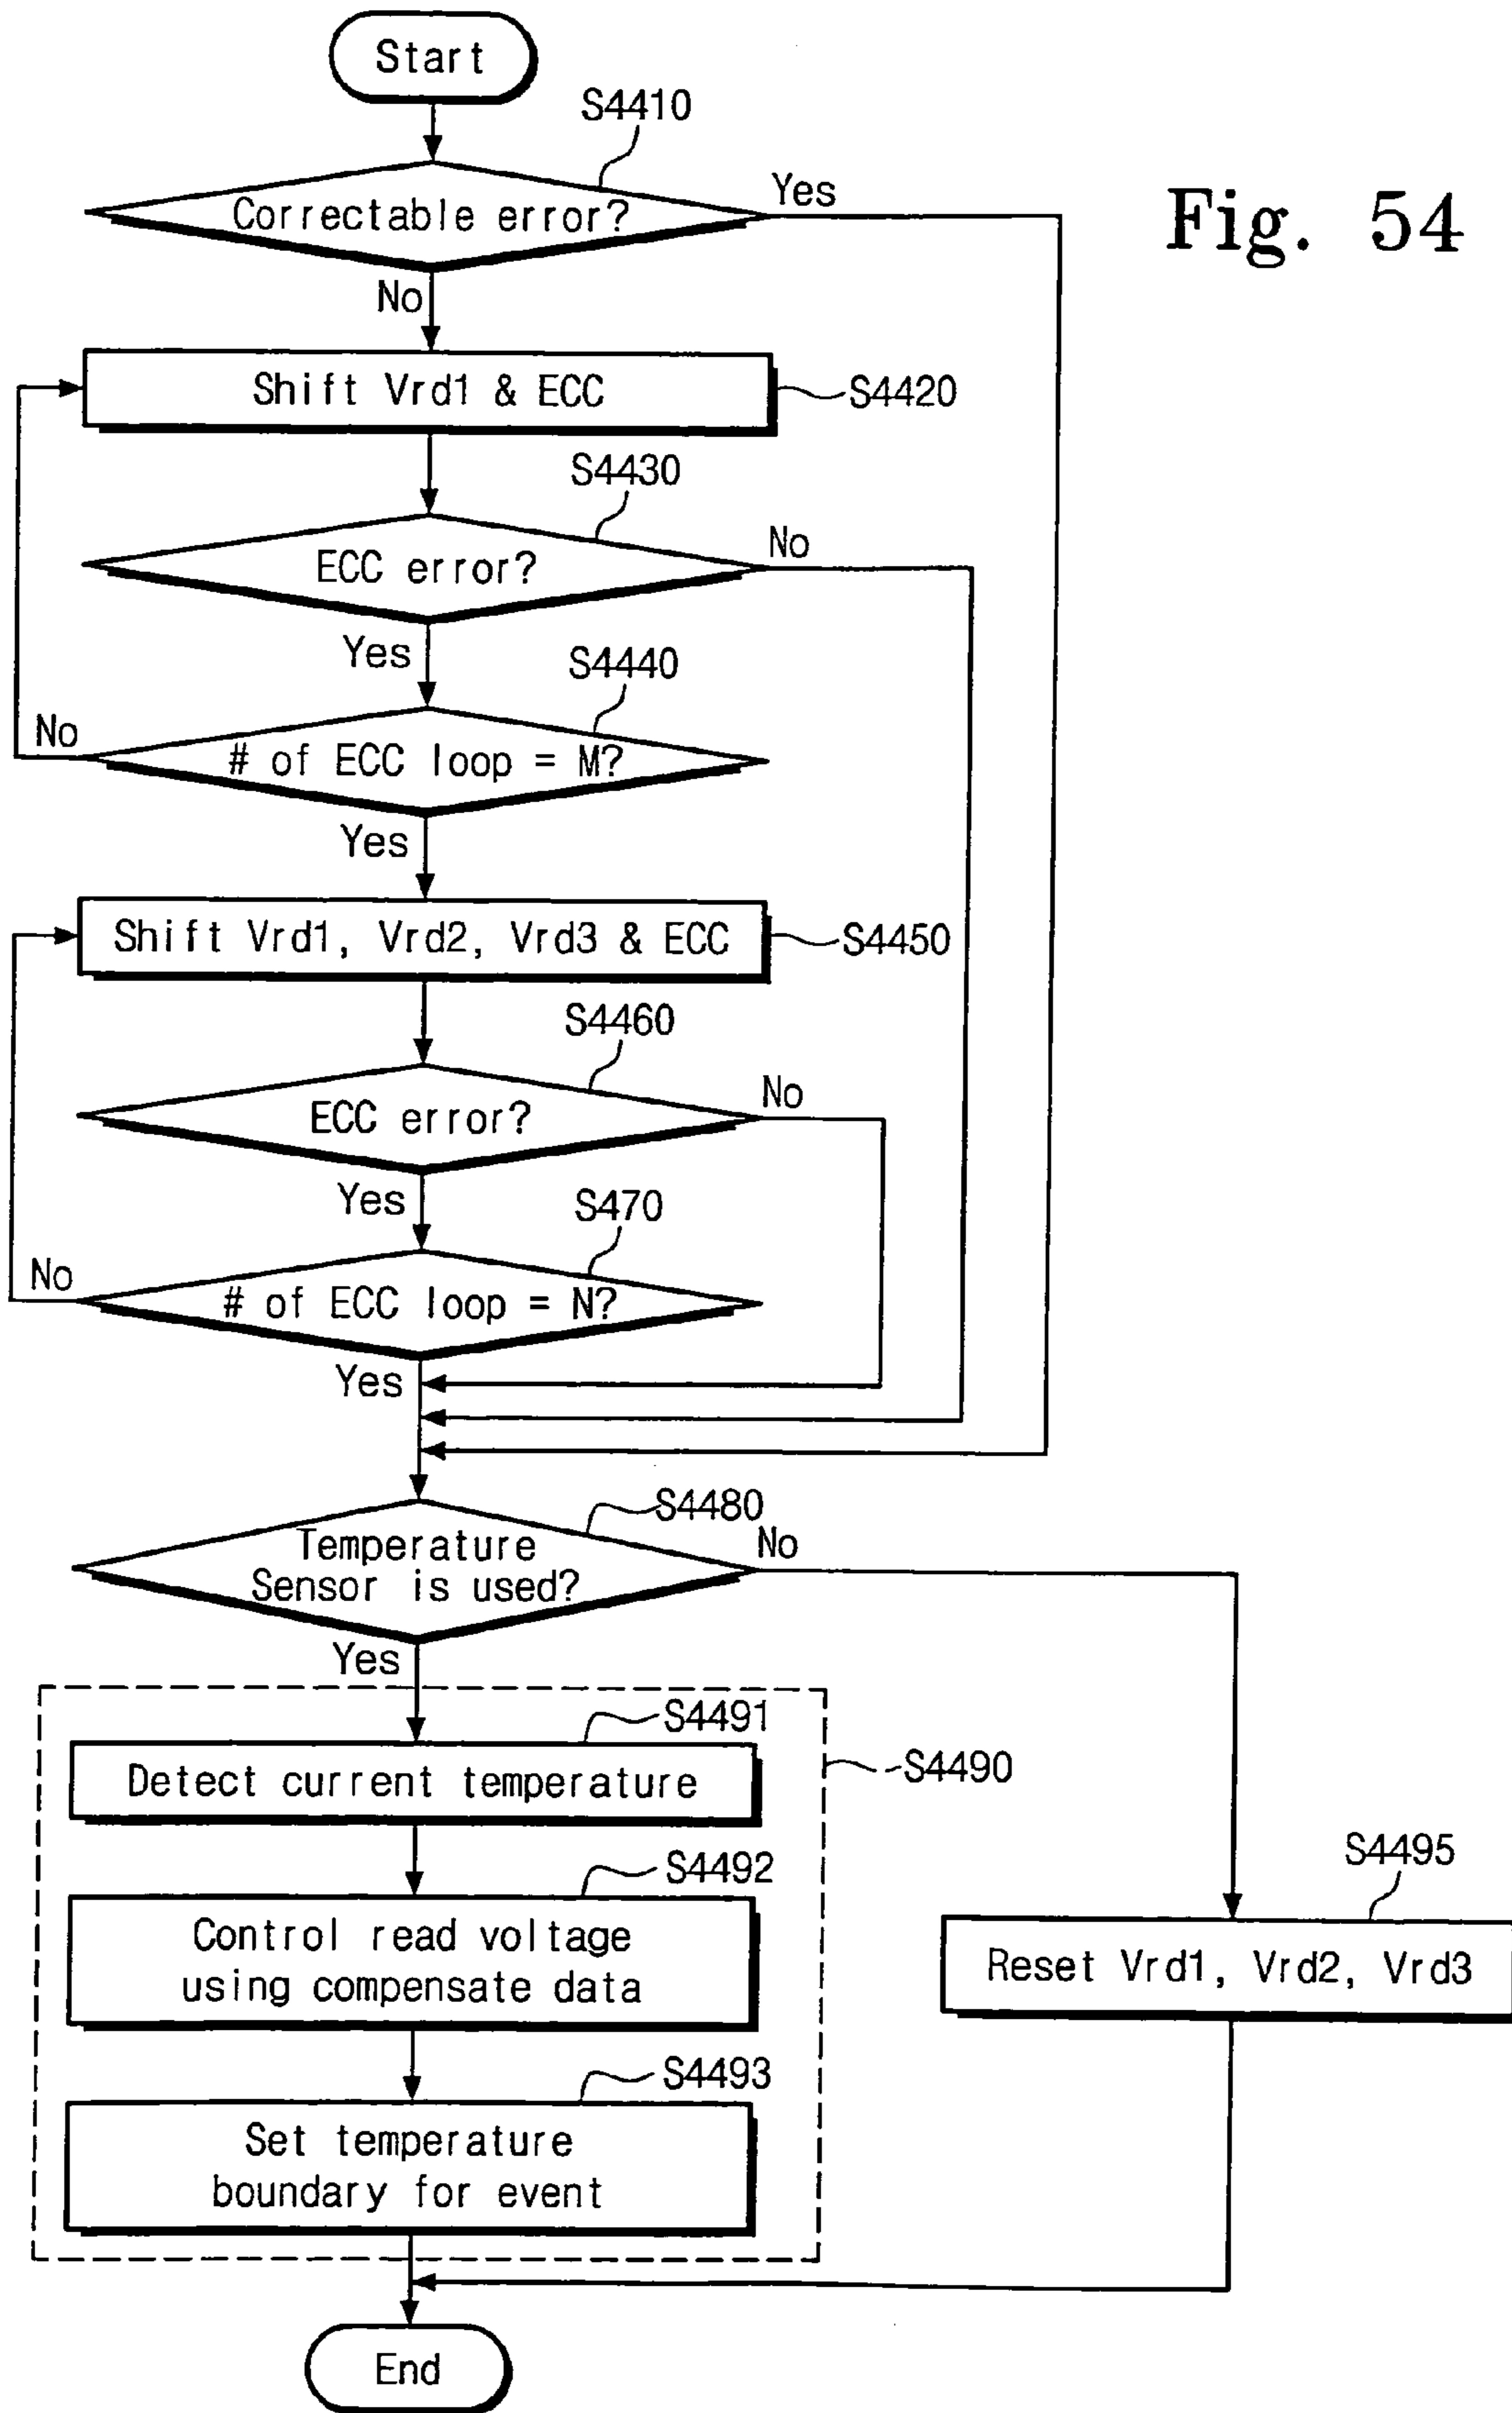 Start
S4410
Correctable error?
Yes
Fig. 54
No
Shift Vrd1 & ECC
S4420
S4430
ECC error?
No
Yes
S4440
No
# of ECC loop = M?
Yes
Shift Vrd1, Vrd2, Vrd3 & ECC
S4450
S4460
ECC error?
No
Yes
S470
No
# of ECC loop = N?
Yes
S4480
Temperature
Sensor is used?
No
Yes
S4491
Detect current temperature
S4490
S4492
Control read voltage
using compensate data
S4495
Reset Vrd1, Vrd2, Vrd3
S4493
Set temperature
boundary for event
End